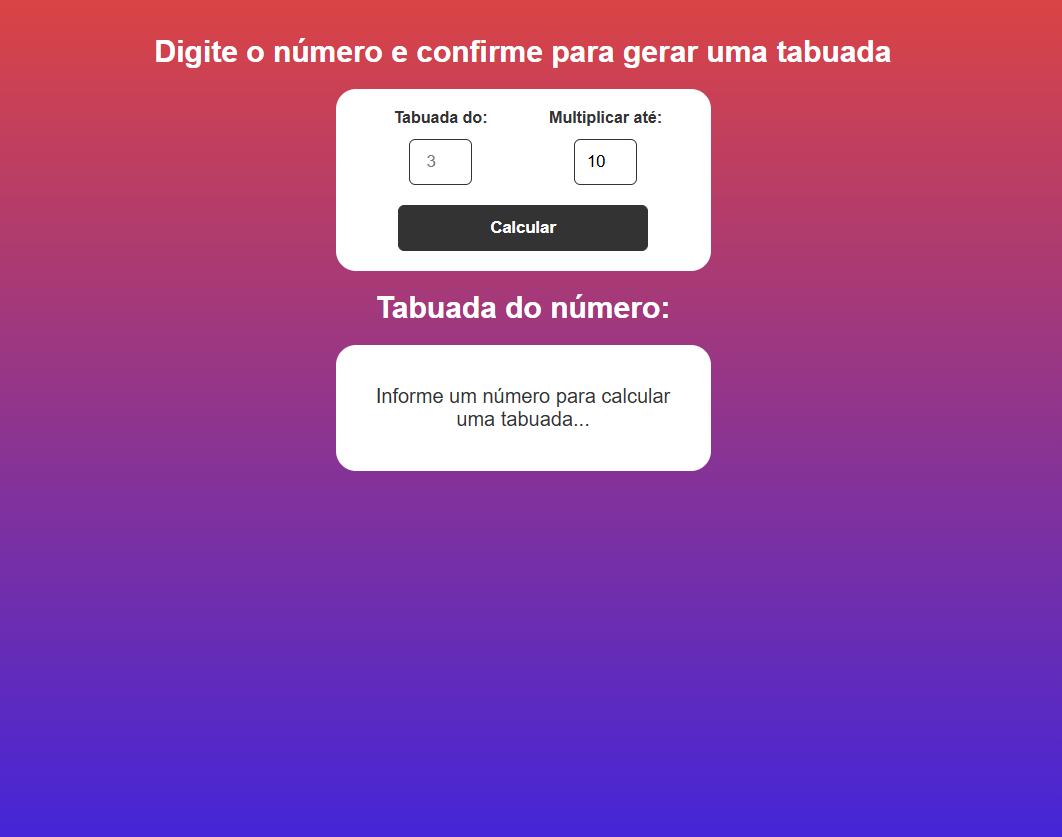 Digite o número e confirme para gerar uma tabuada
Tabuada do: Multiplicar até:
3 10
Calcular
Tabuada do número:
Informe um número para calcular
uma tabuada...